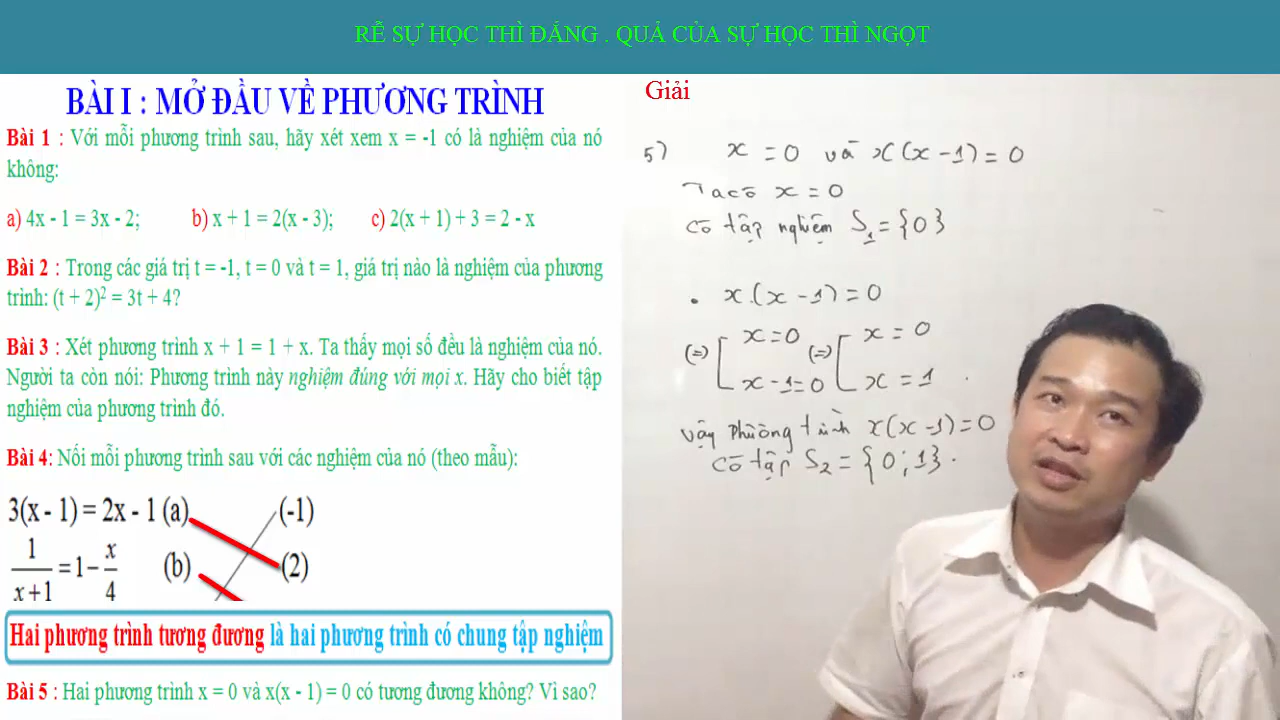 RỄ SỰ HỌC THÌ ĐẮNG . QUẢ CỦA SỰ HỌC THÌ NGỌT
BÀI I : MỞ ĐẦU VỀ PHƯƠNG TRÌNH
Bài 1 : Với mỗi phương trình sau, hãy xét xem x = -1 có là nghiệm của nó
không:
a) 4x - 1 = 3x - 2; b) x + 1 = 2(x - 3); c) 2(x + 1) + 3 = 2 - x
Bài 2 : Trong các giá trị t = -1, t = 0 và t = 1, giá trị nào là nghiệm của phương
trình: (t + 2)² = 3t + 4?
Bài 3 : Xét phương trình x + 1 = 1 + x. Ta thấy mọi số đều là nghiệm của nó.
Người ta còn nói: Phương trình này nghiệm đúng với mọi x. Hãy cho biết tập
nghiệm của phương trình đó.
Bài 4: Nối mỗi phương trình sau với các nghiệm của nó (theo mẫu):
3(x - 1) = 2x - 1 (a) (-1)
1/(x+1) = 1 - x/4 (b) (2)
Hai phương trình tương đương là hai phương trình có chung tập nghiệm
Bài 5 : Hai phương trình x = 0 và x(x - 1) = 0 có tương đương không? Vì sao?
Giải
5) x = 0 và x(x - 1) = 0
Ta có x = 0
có tập nghiệm S₁ = {0}
. x.(x - 1) = 0
(=) [ x = 0 (=) [ x = 0
x - 1 = 0 x = 1 .
Vậy phương trình x(x - 1) = 0
có tập S₂ = {0; 1}.